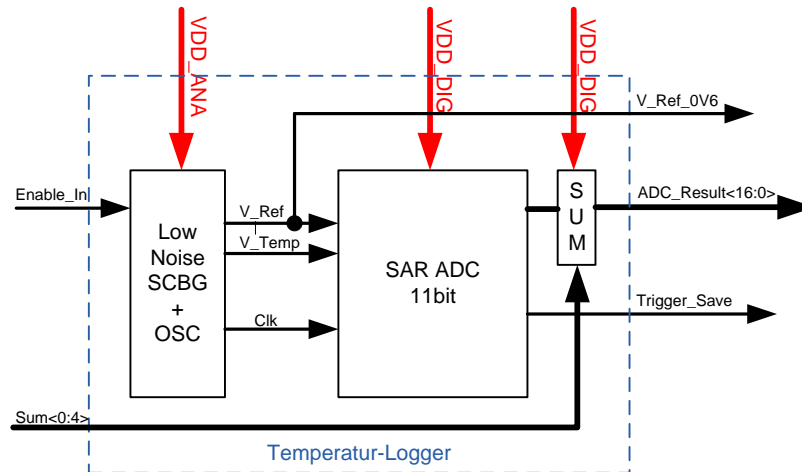 VDD_ANA
VDD_DIG
VDD_DIG
V_Ref_0V6
Enable_In
V_Ref
V_Temp
Clk
Low
Noise
SCBG
+
OSC
SAR ADC
11bit
S
U
M
ADC_Result<16:0>
Trigger_Save
Sum<0:4>
Temperatur-Logger